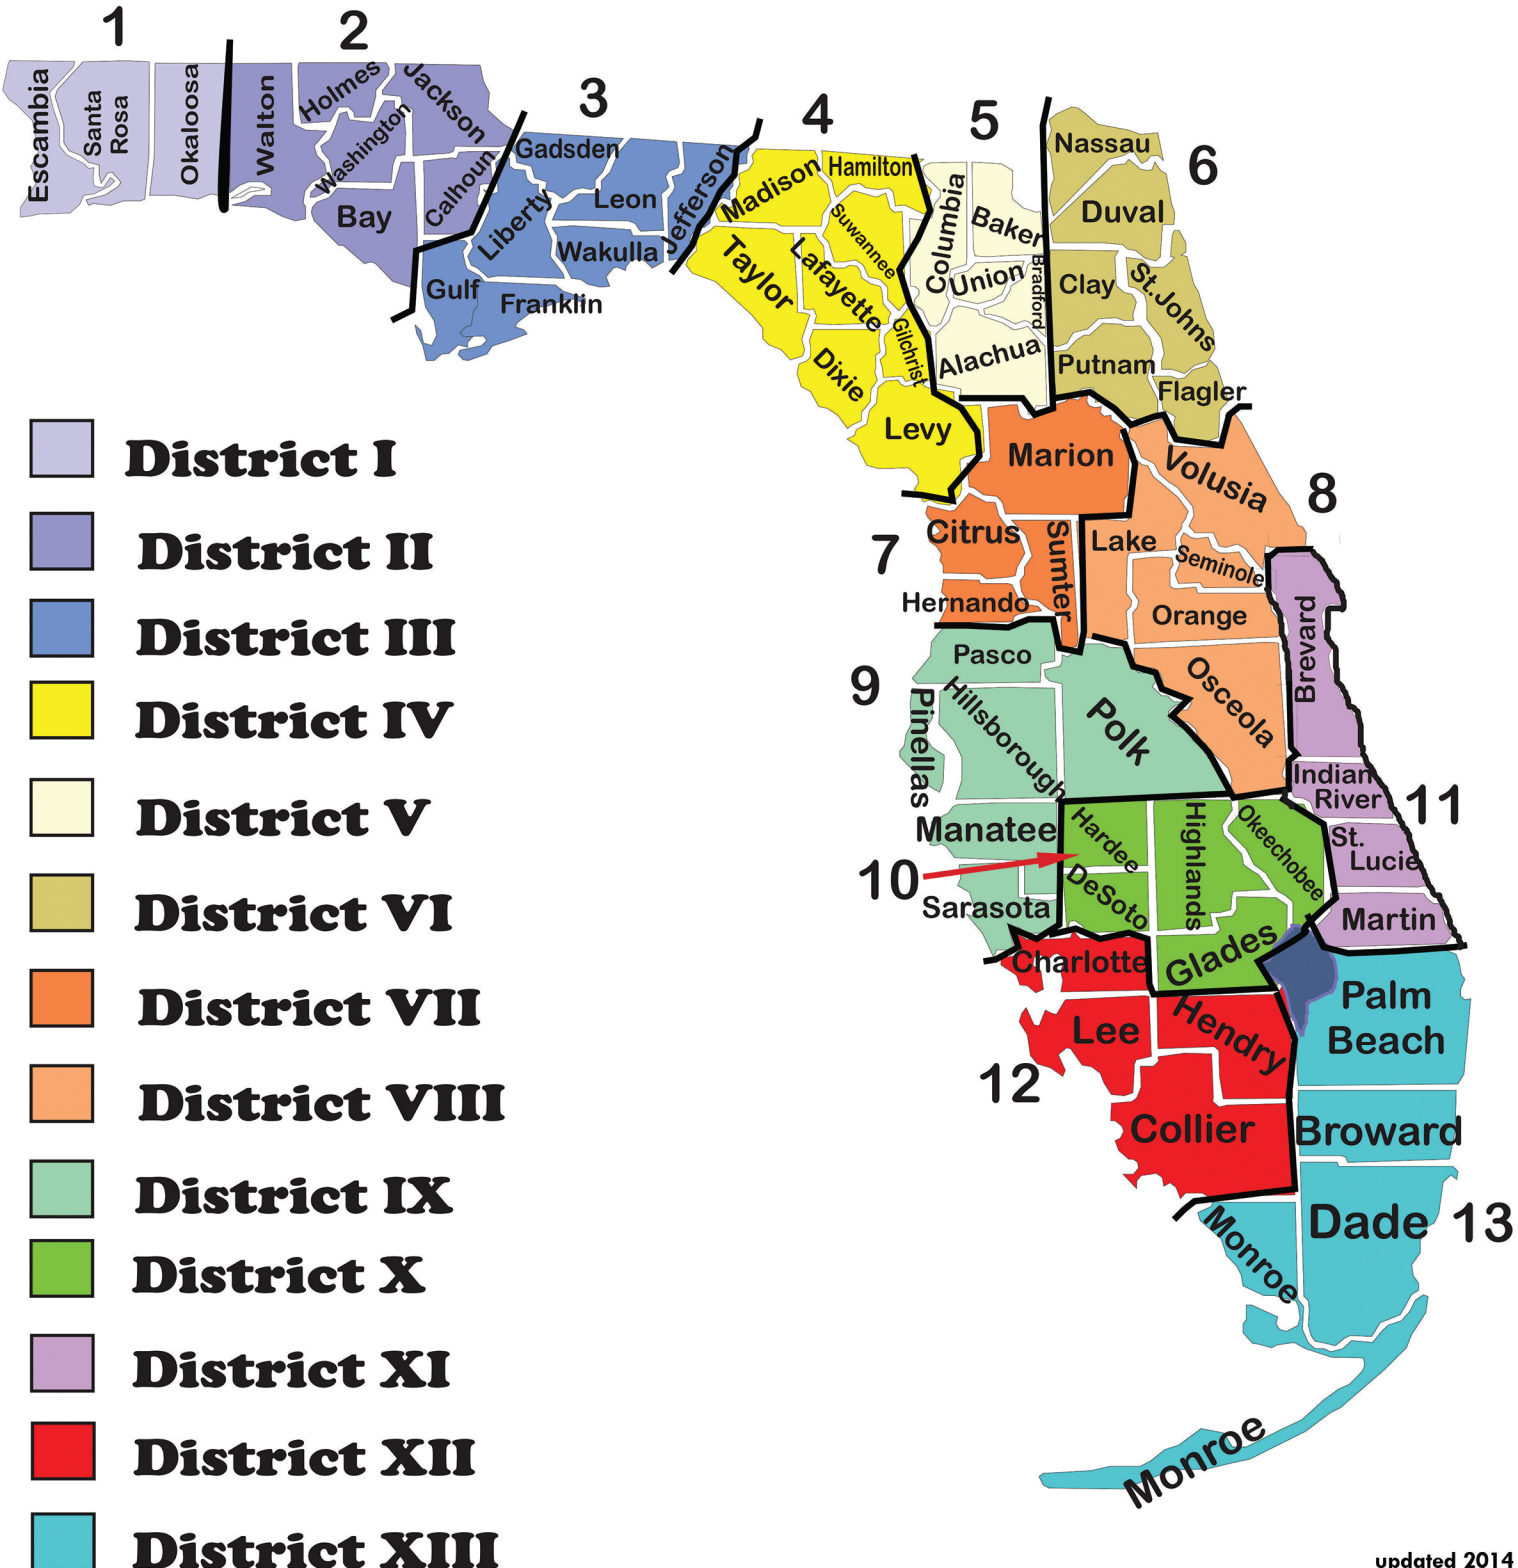 1
2
3
4
5
6
Escambia
Santa
Rosa
Okaloosa
Walton
Holmes
Washington
Jackson
Bay
Calhoun
Gadsden
Liberty
Leon
Jefferson
Wakulla
Gulf
Franklin
Madison
Hamilton
Suwannee
Taylor
Lafayette
Gilchrist
Dixie
Levy
Columbia
Baker
Union
Bradford
Alachua
Nassau
Duval
Clay
St. Johns
Putnam
Flagler
7
8
Marion
Citrus
Sumter
Hernando
Volusia
Lake
Seminole
Orange
Osceola
9
Pasco
Pinellas
Hillsborough
Polk
Manatee
Sarasota
10
Hardee
DeSoto
Highlands
Okeechobee
Glades
11
Brevard
Indian
River
St.
Lucie
Martin
12
Charlotte
Lee
Hendry
Collier
13
Palm
Beach
Broward
Dade
Monroe
Monroe
District I
District II
District III
District IV
District V
District VI
District VII
District VIII
District IX
District X
District XI
District XII
District XIII
updated 2014